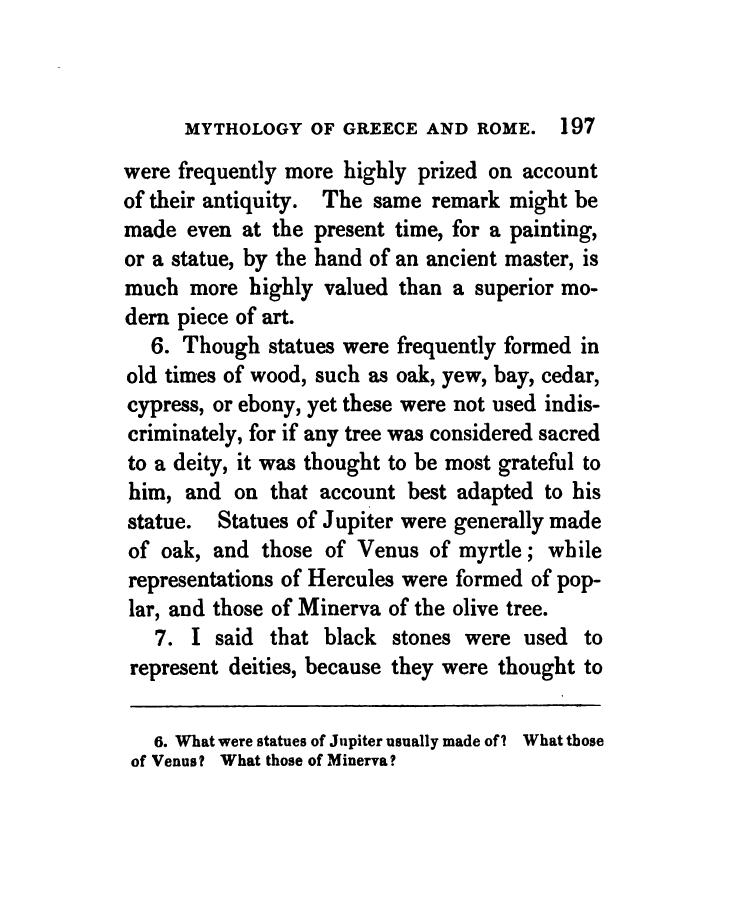 MYTHOLOGY OF GREECE AND ROME. 197
were frequently more highly prized on account
of their antiquity. The same remark might be
made even at the present time, for a painting,
or a statue, by the hand of an ancient master, is
much more highly valued than a superior mo-
dern piece of art.
6. Though statues were frequently formed in
old times of wood, such as oak, yew, bay, cedar,
cypress, or ebony, yet these were not used indis-
criminately, for if any tree was considered sacred
to a deity, it was thought to be most grateful to
him, and on that account best adapted to his
statue. Statues of Jupiter were generally made
of oak, and those of Venus of myrtle; while
representations of Hercules were formed of pop-
lar, and those of Minerva of the olive tree.
7. I said that black stones were used to
represent deities, because they were thought to
6. What were statues of Jupiter usually made of? What those
of Venus? What those of Minerva?